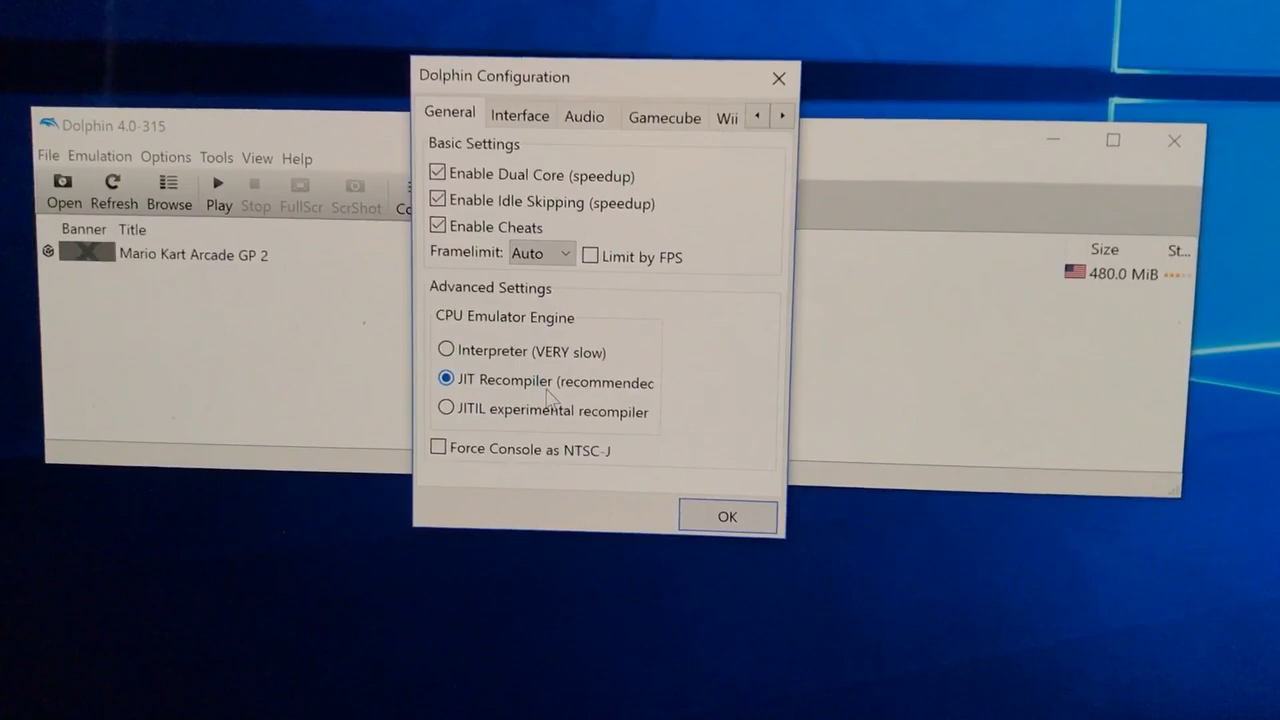 Dolphin Configuration
General Interface Audio Gamecube Wii
Basic Settings
Enable Dual Core (speedup)
Enable Idle Skipping (speedup)
Enable Cheats
Framelimit: Auto Limit by FPS
Advanced Settings
CPU Emulator Engine
Interpreter (VERY slow)
JIT Recompiler (recommendec
JITIL experimental recompiler
Force Console as NTSC-J
OK
Dolphin 4.0-315
File Emulation Options Tools View Help
Open Refresh Browse Play Stop FullScr ScrShot Co
Banner Title Size St...
Mario Kart Arcade GP 2 480.0 MiB